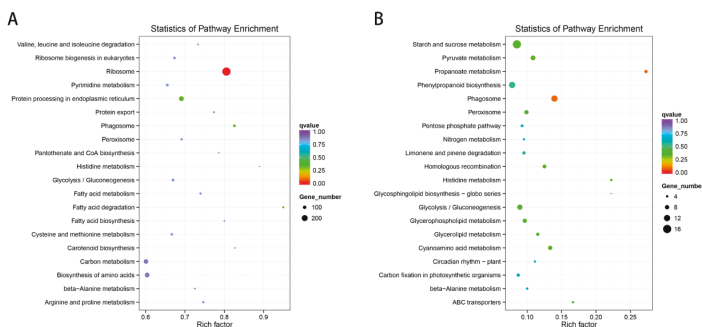 A
Statistics of Pathway Enrichment
Valine, leucine and isoleucine degradation
Ribosome biogenesis in eukaryotes
Ribosome
Pyrimidine metabolism
Protein processing in endoplasmic reticulum
Protein export
Phagosome
Peroxisome
Pantothenate and CoA biosynthesis
Histidine metabolism
Glycolysis / Gluconeogenesis
Fatty acid metabolism
Fatty acid degradation
Fatty acid biosynthesis
Cysteine and methionine metabolism
Carotenoid biosynthesis
Carbon metabolism
Biosynthesis of amino acids
beta−Alanine metabolism
Arginine and proline metabolism
0.6 0.7 0.8 0.9
Rich factor
qvalue
1.00
0.75
0.50
0.25
0.00
Gene_number
100
200
B
Statistics of Pathway Enrichment
Starch and sucrose metabolism
Pyruvate metabolism
Propanoate metabolism
Phenylpropanoid biosynthesis
Phagosome
Peroxisome
Pentose phosphate pathway
Nitrogen metabolism
Limonene and pinene degradation
Homologous recombination
Histidine metabolism
Glycosphingolipid biosynthesis − globo series
Glycolysis / Gluconeogenesis
Glycerophospholipid metabolism
Glycerolipid metabolism
Cyanoamino acid metabolism
Circadian rhythm − plant
Carbon fixation in photosynthetic organisms
beta−Alanine metabolism
ABC transporters
0.10 0.15 0.20 0.25
Rich factor
qvalue
1.00
0.75
0.50
0.25
0.00
Gene_numbe
4
8
12
16